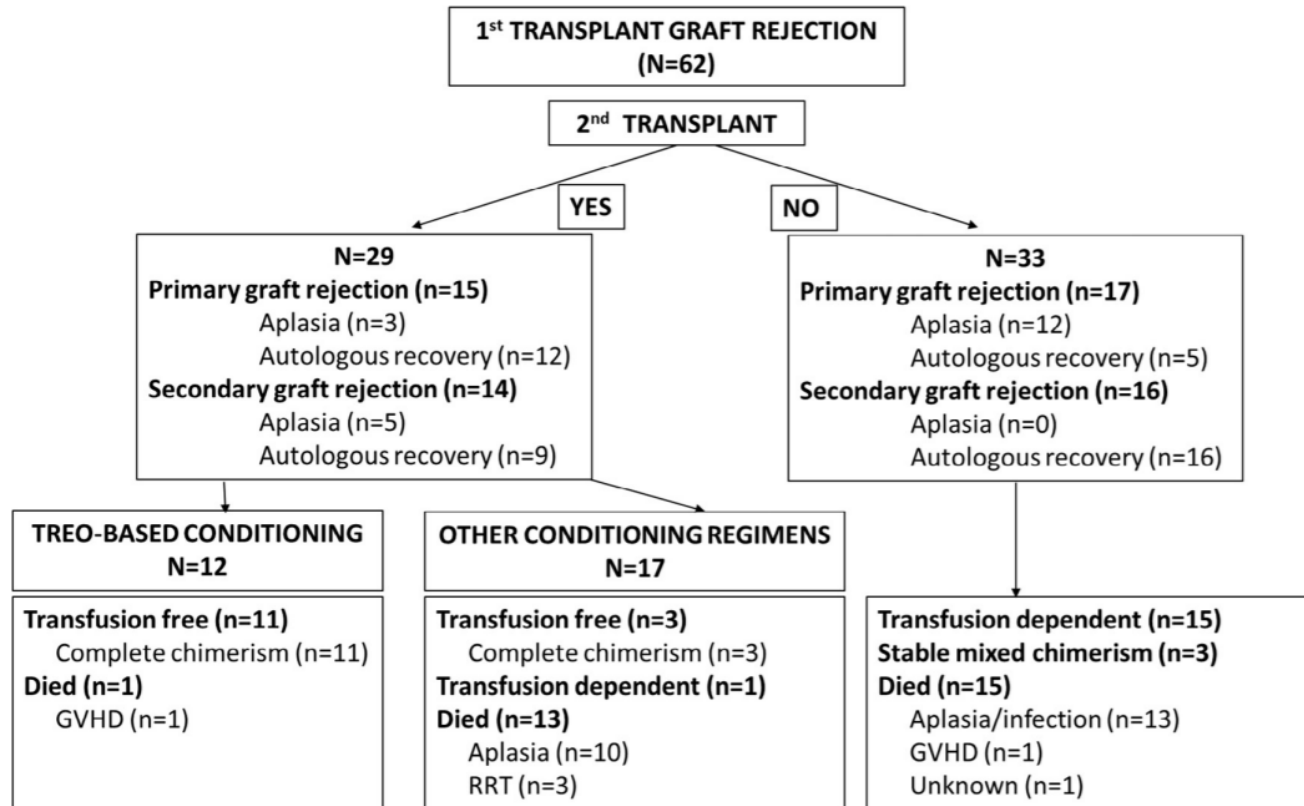 1st TRANSPLANT GRAFT REJECTION
(N=62)
2nd TRANSPLANT
YES
NO
N=29
Primary graft rejection (n=15)
Aplasia (n=3)
Autologous recovery (n=12)
Secondary graft rejection (n=14)
Aplasia (n=5)
Autologous recovery (n=9)
N=33
Primary graft rejection (n=17)
Aplasia (n=12)
Autologous recovery (n=5)
Secondary graft rejection (n=16)
Aplasia (n=0)
Autologous recovery (n=16)
TREO-BASED CONDITIONING
N=12
Transfusion free (n=11)
Complete chimerism (n=11)
Died (n=1)
GVHD (n=1)
OTHER CONDITIONING REGIMENS
N=17
Transfusion free (n=3)
Complete chimerism (n=3)
Transfusion dependent (n=1)
Died (n=13)
Aplasia (n=10)
RRT (n=3)
Transfusion dependent (n=15)
Stable mixed chimerism (n=3)
Died (n=15)
Aplasia/infection (n=13)
GVHD (n=1)
Unknown (n=1)